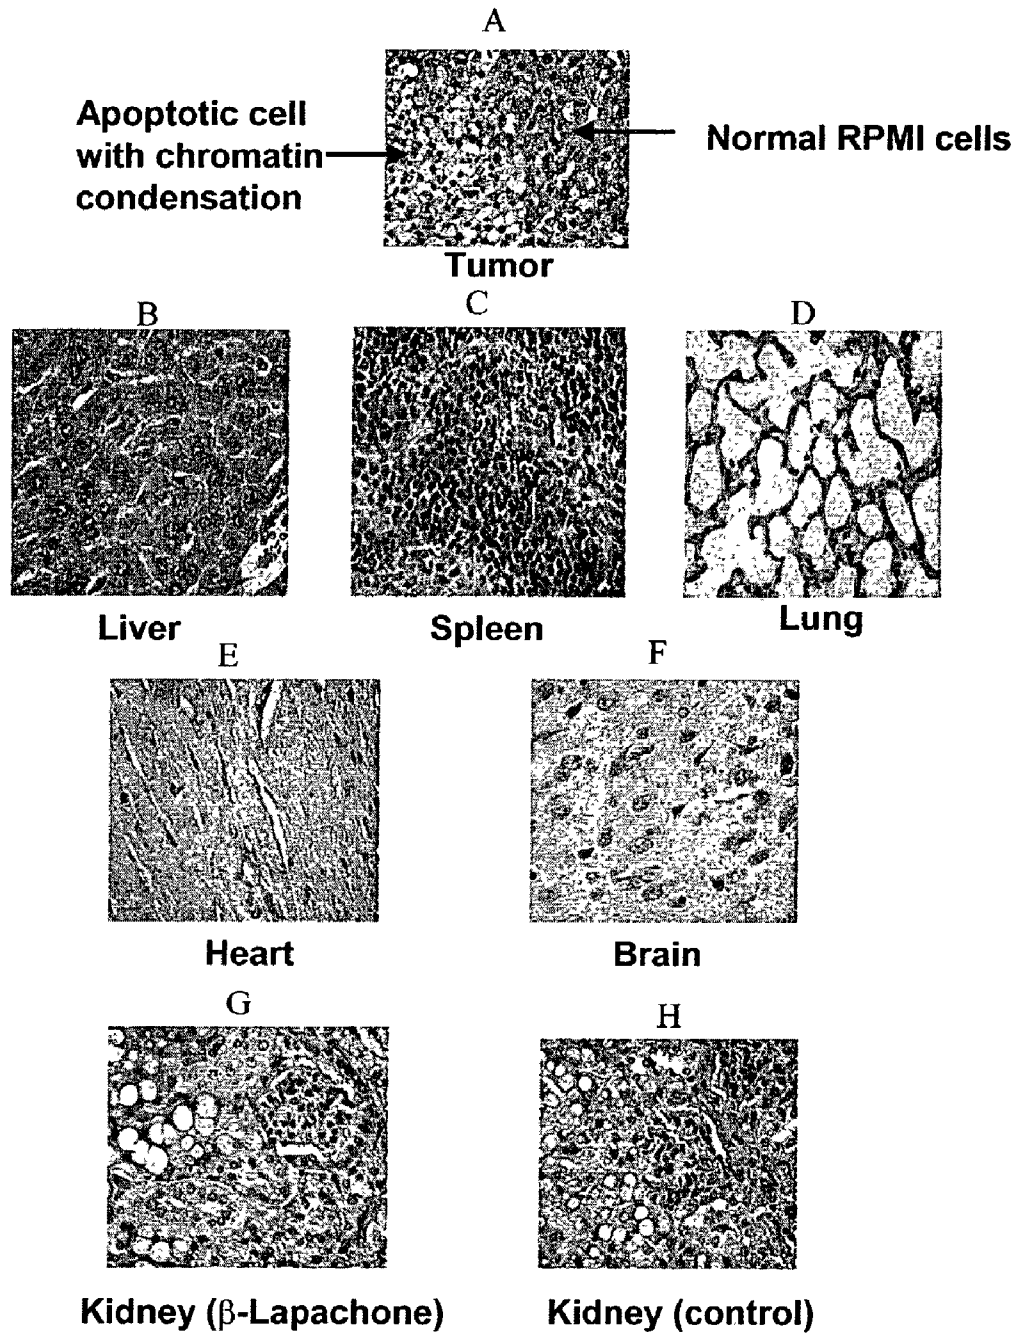 A
Apoptotic cell
with chromatin
condensation
Normal RPMI cells
Tumor
B
C
D
Liver
Spleen
Lung
E
F
Heart
Brain
G
H
Kidney (β-Lapachone)
Kidney (control)